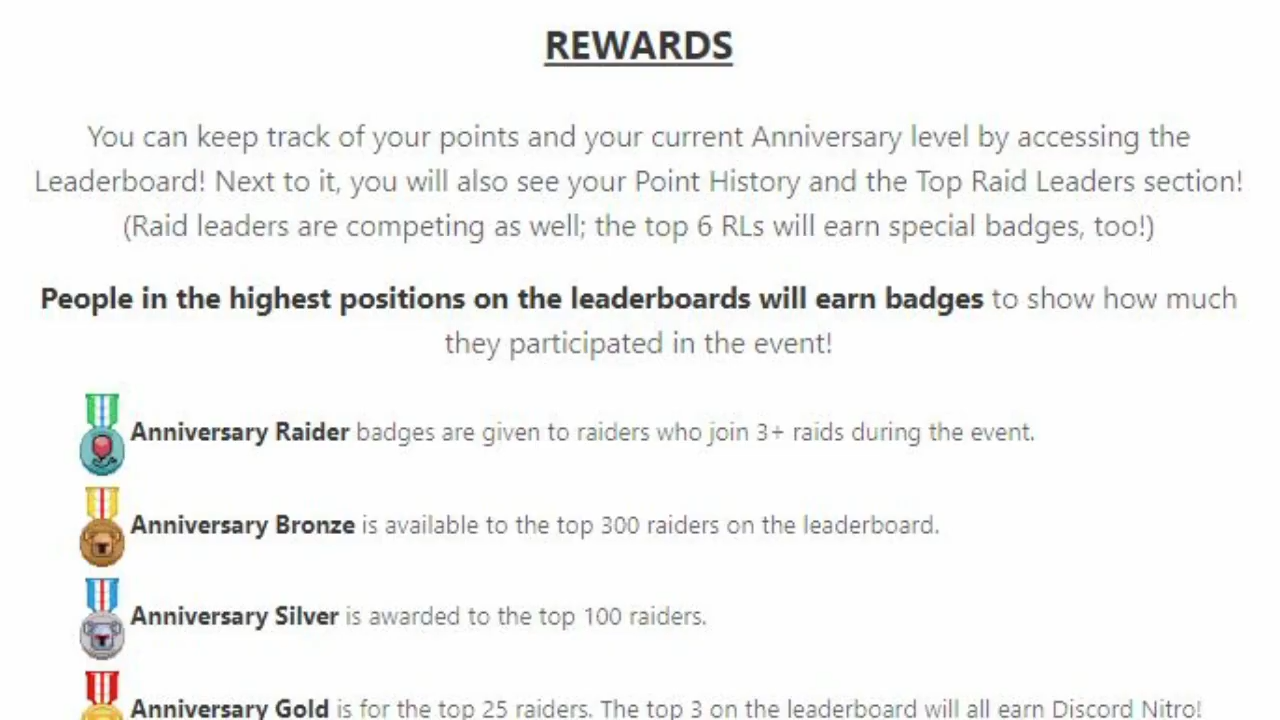 REWARDS
You can keep track of your points and your current Anniversary level by accessing the
Leaderboard! Next to it, you will also see your Point History and the Top Raid Leaders section!
(Raid leaders are competing as well; the top 6 RLs will earn special badges, too!)
People in the highest positions on the leaderboards will earn badges to show how much
they participated in the event!
Anniversary Raider badges are given to raiders who join 3+ raids during the event.
Anniversary Bronze is available to the top 300 raiders on the leaderboard.
Anniversary Silver is awarded to the top 100 raiders.
Anniversary Gold is for the top 25 raiders. The top 3 on the leaderboard will all earn Discord Nitro!